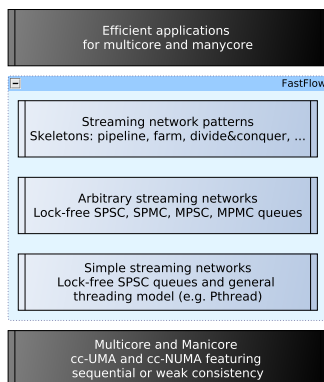 Efficient applications
for multicore and manycore
FastFlow
Streaming network patterns
Skeletons: pipeline, farm, divide&conquer, ...
Arbitrary streaming networks
Lock-free SPSC, SPMC, MPSC, MPMC queues
Simple streaming networks
Lock-free SPSC queues and general
threading model (e.g. Pthread)
Multicore and Manicore
cc-UMA and cc-NUMA featuring
sequential or weak consistency